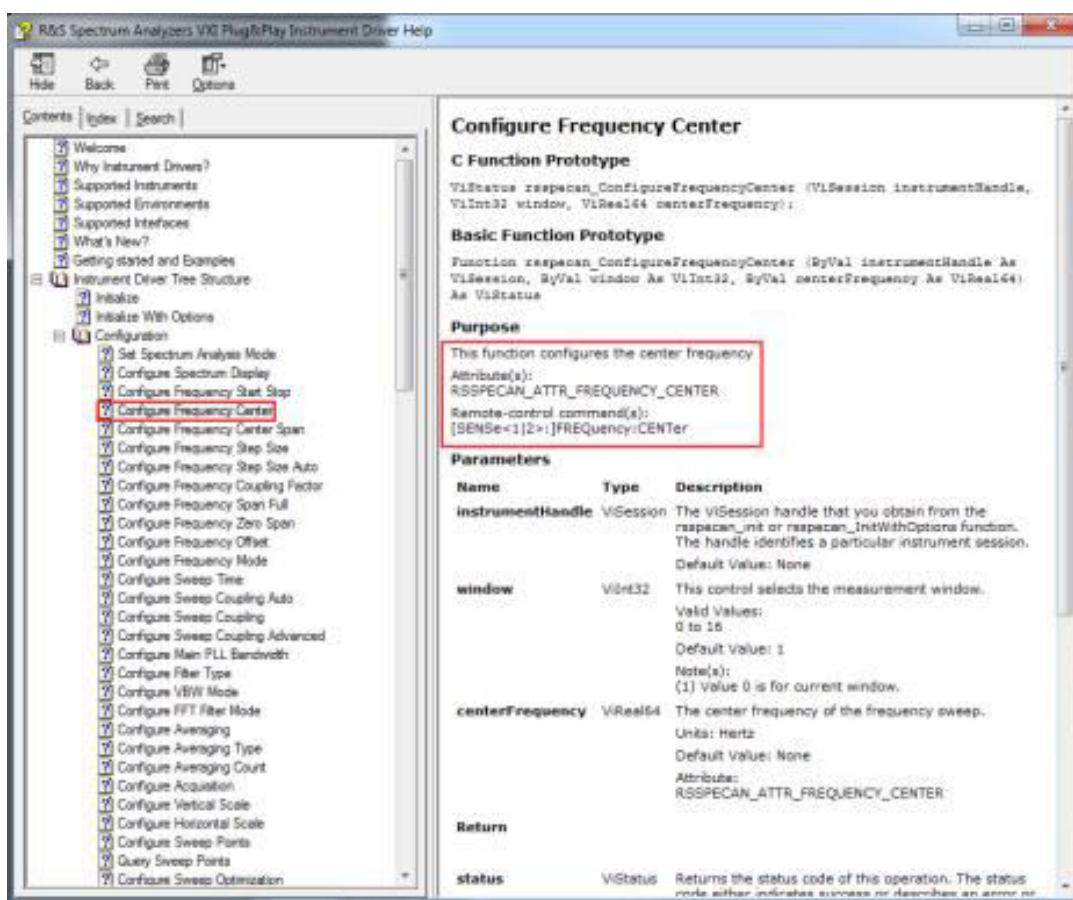 R&S Spectrum Analyzers VXI Plug&Play Instrument Driver Help
Hide Back Print Options
Contents Index Search
Welcome
Why Instrument Drivers?
Supported Instruments
Supported Environments
Supported Interfaces
What's New?
Getting started and Examples
Instrument Driver Tree Structure
Initialize
Initialize With Options
Configuration
Set Spectrum Analysis Mode
Configure Spectrum Display
Configure Frequency Start Stop
Configure Frequency Center
Configure Frequency Center Span
Configure Frequency Step Size
Configure Frequency Step Size Auto
Configure Frequency Coupling Factor
Configure Frequency Span Full
Configure Frequency Zero Span
Configure Frequency Offset
Configure Frequency Mode
Configure Sweep Time
Configure Sweep Coupling Auto
Configure Sweep Coupling
Configure Sweep Coupling Advanced
Configure Main PLL Bandwidth
Configure Filter Type
Configure VBW Mode
Configure FFT Filter Mode
Configure Averaging
Configure Averaging Type
Configure Averaging Count
Configure Acquisition
Configure Vertical Scale
Configure Horizontal Scale
Configure Sweep Points
Query Sweep Points
Configure Sweep Optimization
Configure Frequency Center
C Function Prototype
ViStatus rsspecan_ConfigureFrequencyCenter (ViSession instrumentHandle,
ViInt32 window, ViReal64 centerFrequency);
Basic Function Prototype
Function rsspecan_ConfigureFrequencyCenter (ByVal instrumentHandle As
ViSession, ByVal window As ViInt32, ByVal centerFrequency As ViReal64)
As ViStatus
Purpose
This function configures the center frequency
Attribute(s):
RSSPECAN_ATTR_FREQUENCY_CENTER
Remote-control command(s):
[SENSe<1|2>:]FREQuency:CENTer
Parameters
Name Type Description
instrumentHandle ViSession The ViSession handle that you obtain from the
rsspecan_init or rsspecan_InitWithOptions function.
The handle identifies a particular instrument session.
Default Value: None
window ViInt32 This control selects the measurement window.
Valid Values:
0 to 16
Default Value: 1
Note(s):
(1) Value 0 is for current window.
centerFrequency ViReal64 The center frequency of the frequency sweep.
Units: Hertz
Default Value: None
Attribute:
RSSPECAN_ATTR_FREQUENCY_CENTER
Return
status ViStatus Returns the status code of this operation. The status
code either indicates success or describes an error or